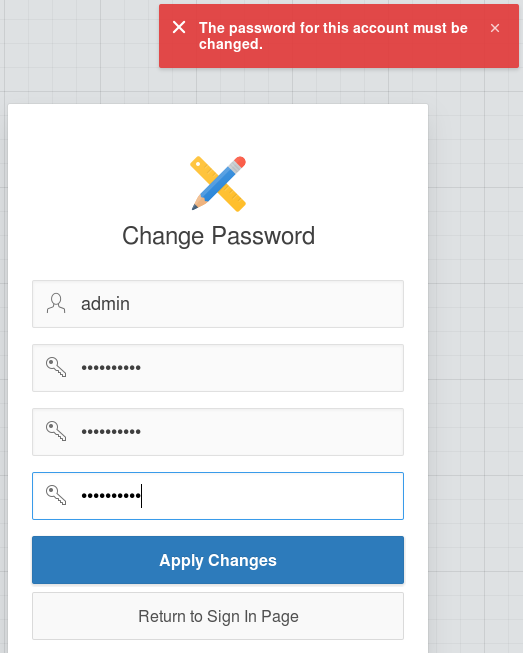 The password for this account must be
changed.
Change Password
admin
••••••••••
••••••••••
••••••••••
Apply Changes
Return to Sign In Page